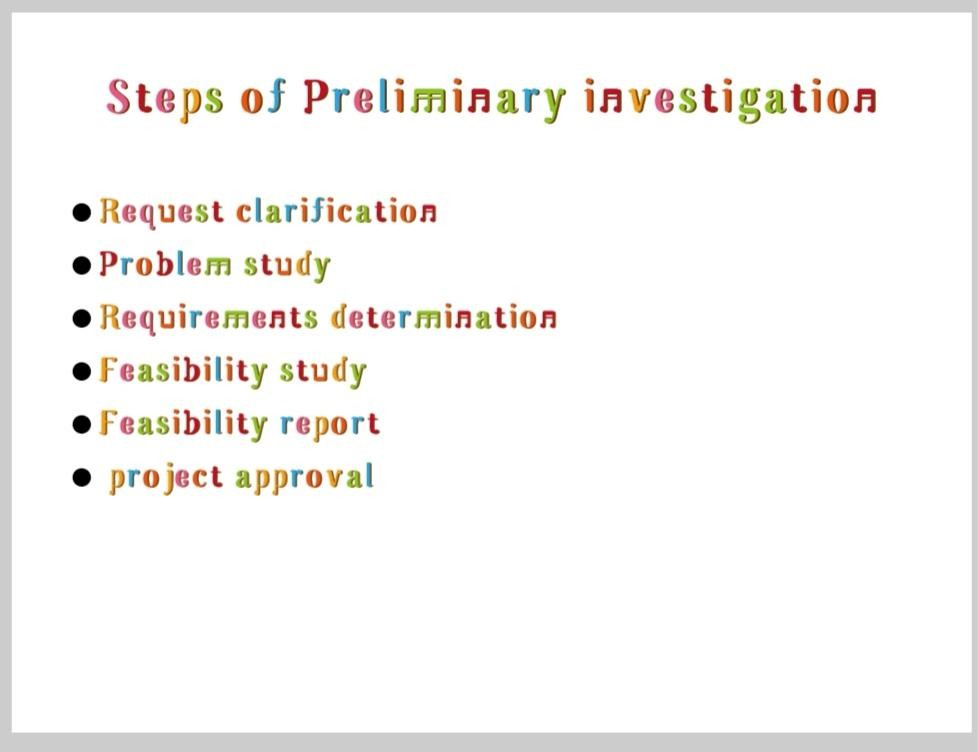 Steps of Preliminary investigation
● Request clarification
● Problem study
● Requirements determination
● Feasibility study
● Feasibility report
● project approval